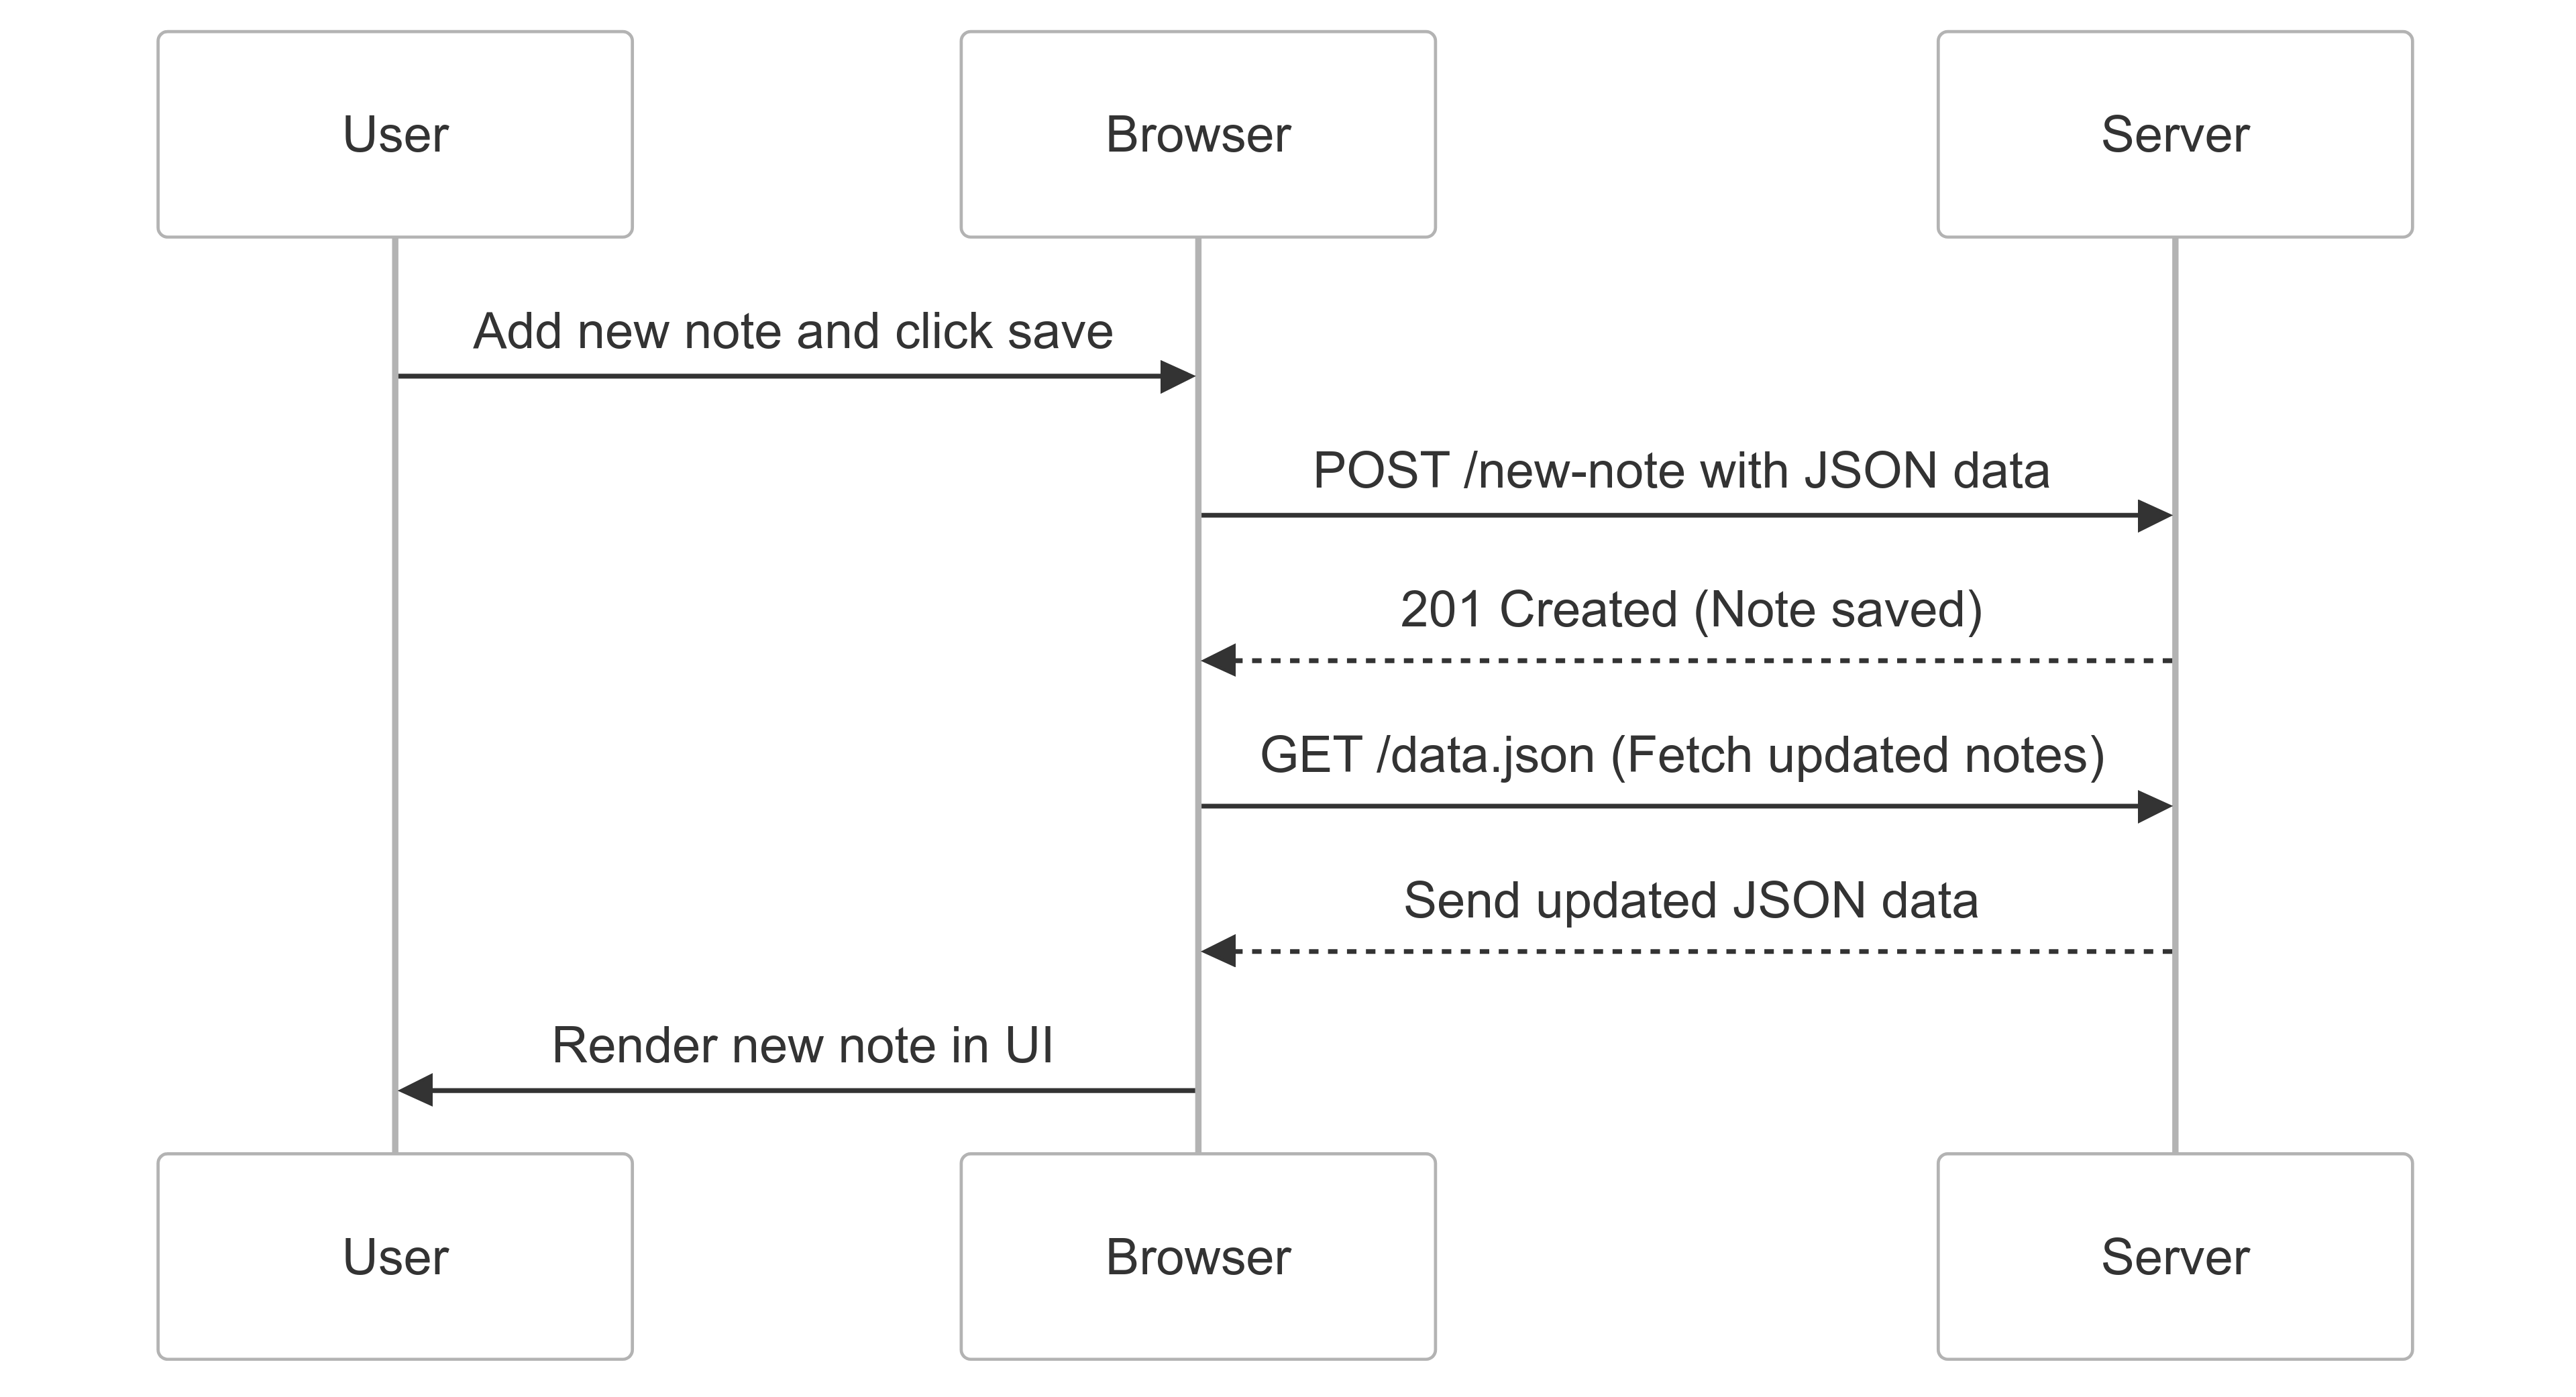 User
Browser
Server
Add new note and click save
POST /new-note with JSON data
201 Created (Note saved)
GET /data.json (Fetch updated notes)
Send updated JSON data
Render new note in UI
User
Browser
Server